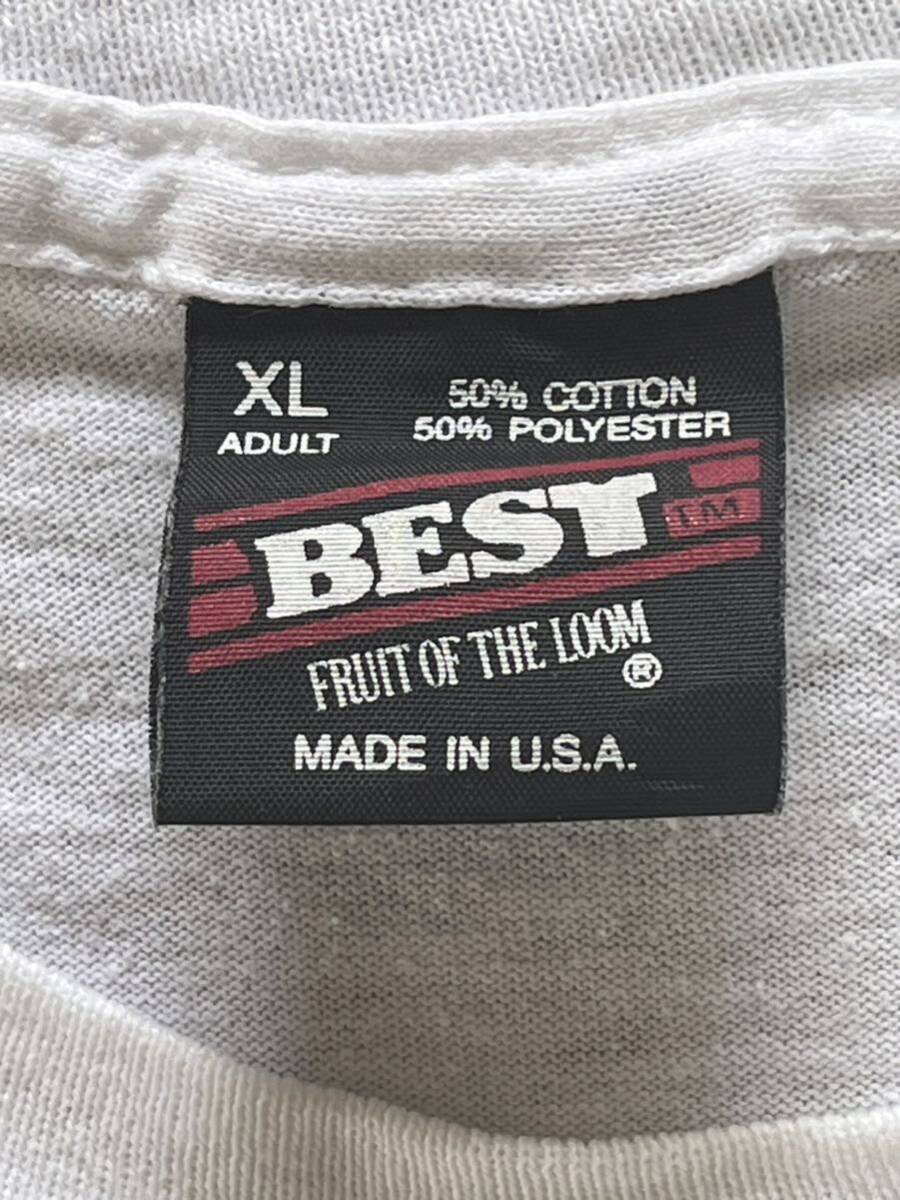 XL
ADULT
50% COTTON
50% POLYESTER
BEST TM
FRUIT OF THE LOOM
®
MADE IN U.S.A.